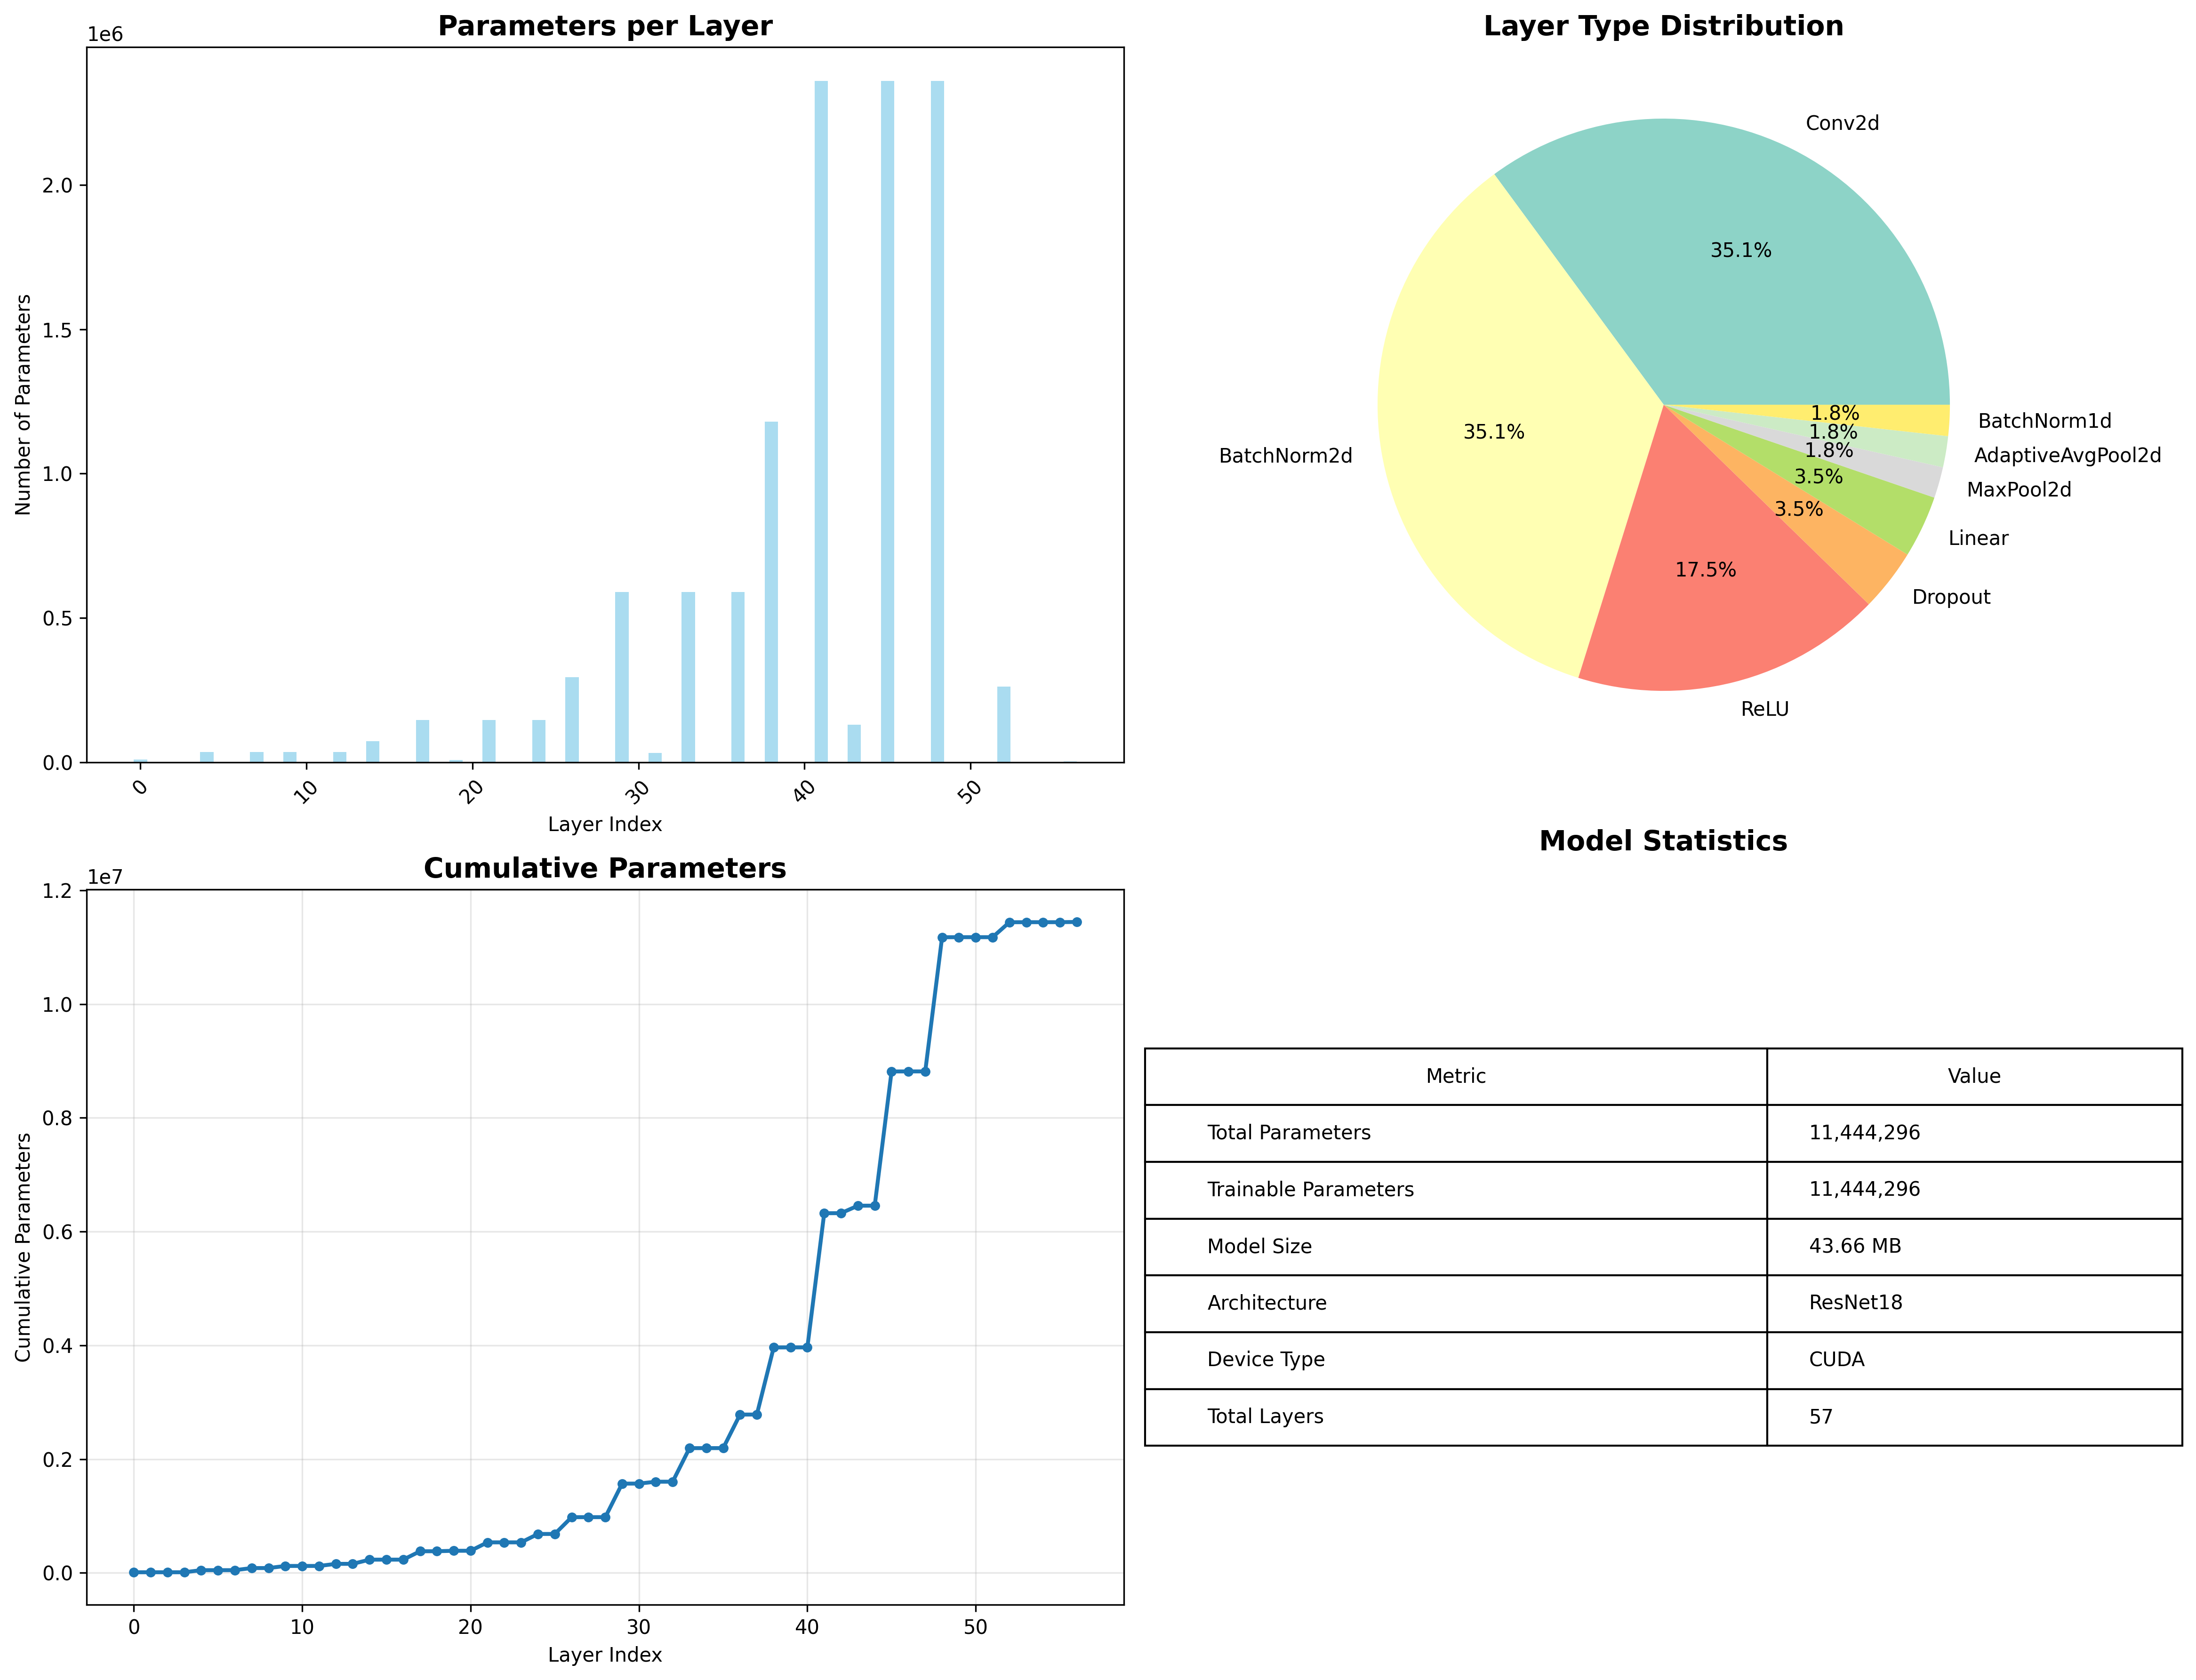 Parameters per Layer
1e6
Number of Parameters
2.0
1.5
1.0
0.5
0.0
0 10 20 30 40 50
Layer Index
Layer Type Distribution
Conv2d
35.1%
BatchNorm2d
35.1%
ReLU
17.5%
Dropout
3.5%
Linear
3.5%
MaxPool2d
1.8%
AdaptiveAvgPool2d
1.8%
BatchNorm1d
1.8%
Cumulative Parameters
1e7
Cumulative Parameters
1.2
1.0
0.8
0.6
0.4
0.2
0.0
0 10 20 30 40 50
Layer Index
Model Statistics
Metric Value
Total Parameters 11,444,296
Trainable Parameters 11,444,296
Model Size 43.66 MB
Architecture ResNet18
Device Type CUDA
Total Layers 57